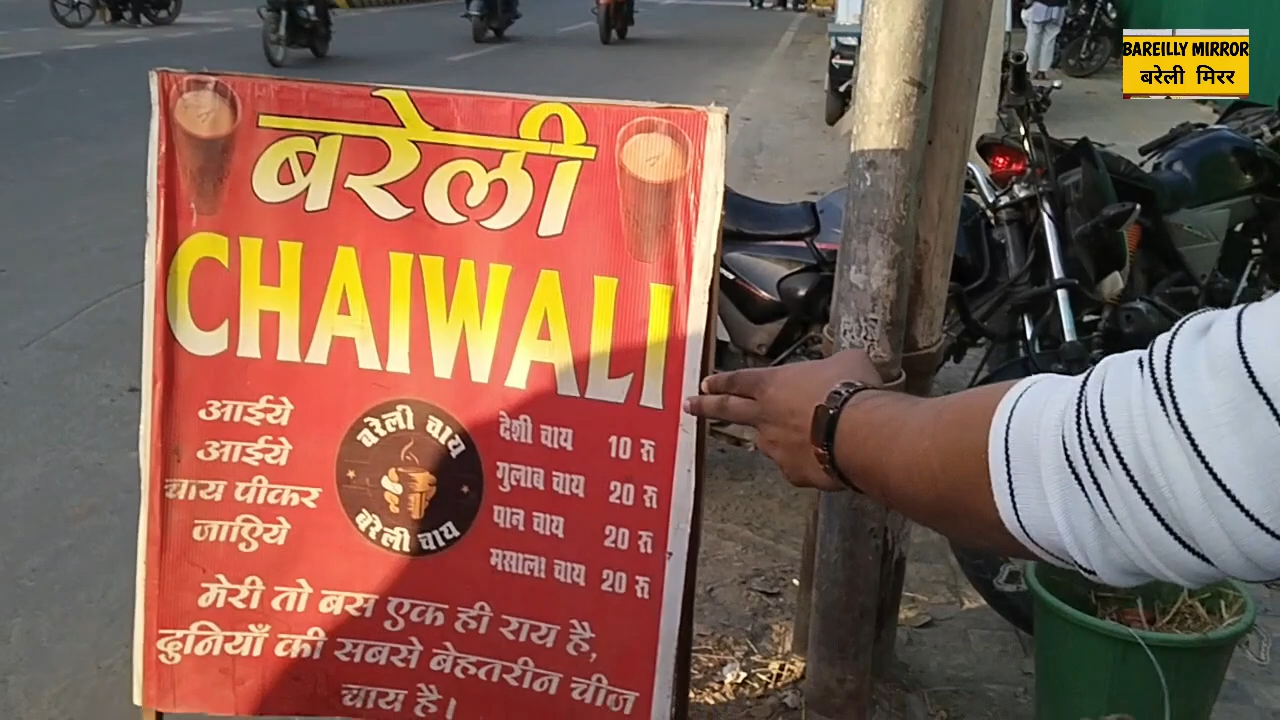 BAREILLY MIRROR
बरेली मिरर
बरेली
CHAIWALI
आईये
आईये
चाय पीकर
जाएिये
बरेली चाय
बरेली चाय
देशी चाय 10 रु
गुलाब चाय 20 रु
पान चाय 20 रु
मसाला चाय 20 रु
मेरी तो बस एक ही राय है,
दुनियाँ की सबसे बेहतरीन चीज
चाय है।